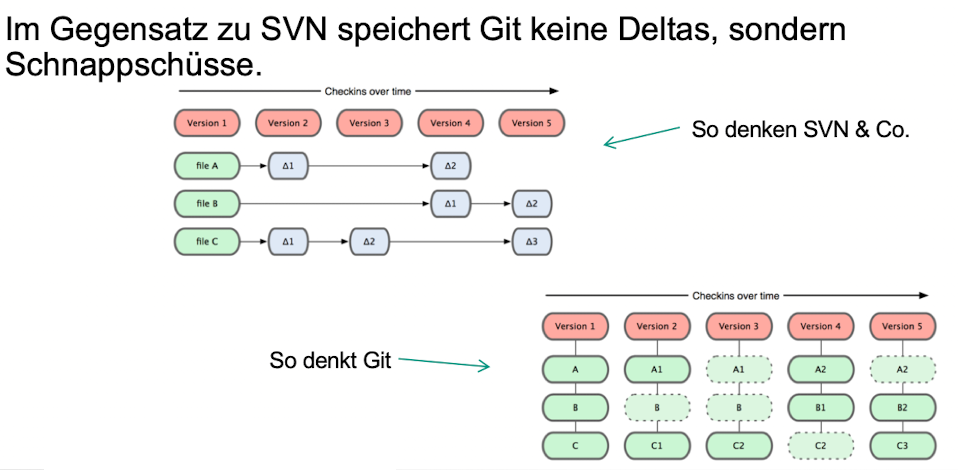 Im Gegensatz zu SVN speichert Git keine Deltas, sondern
Schnappschüsse.
Checkins over time
Version 1 Version 2 Version 3 Version 4 Version 5
file A Δ1 Δ2
file B Δ1 Δ2
file C Δ1 Δ2 Δ3
So denken SVN & Co.
So denkt Git
Checkins over time
Version 1 Version 2 Version 3 Version 4 Version 5
A A1 A1 A2 A2
B B B B1 B2
C C1 C2 C2 C3